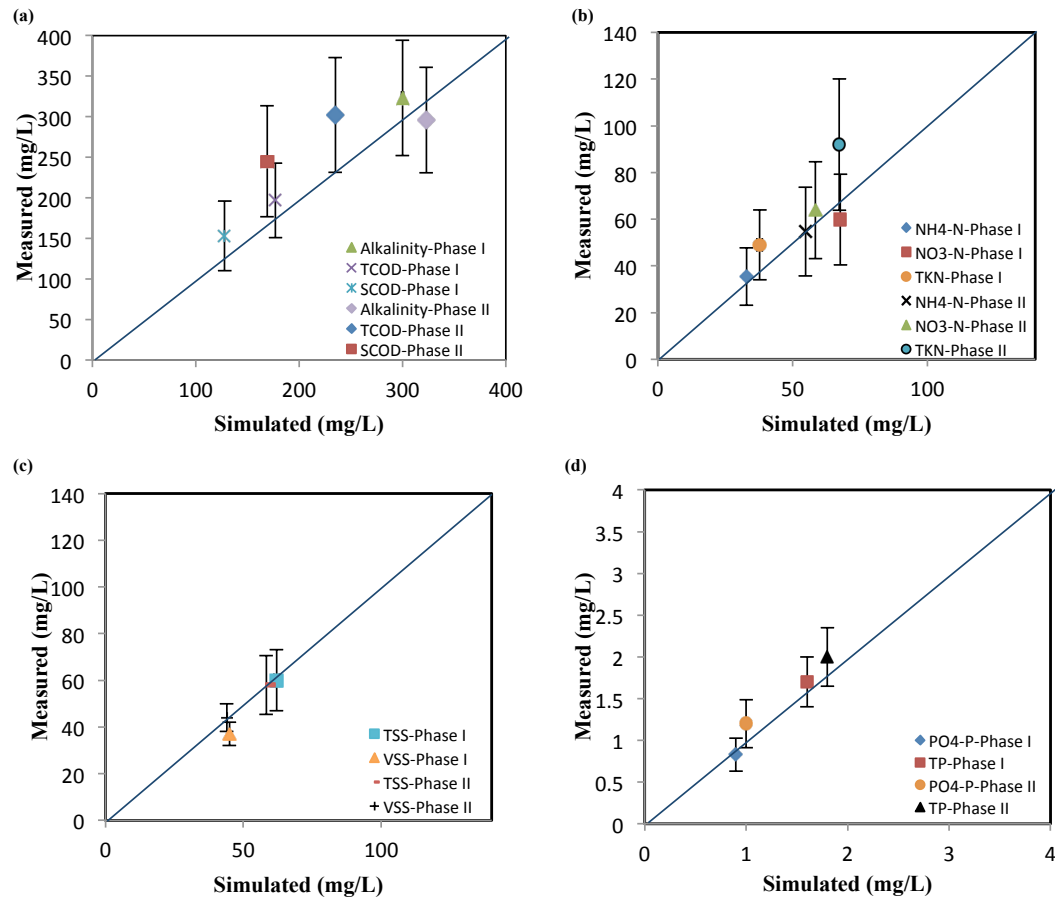 (a)
400
350
300
250
200
150
100
50
0
Measured (mg/L)
Alkalinity-Phase I
TCOD-Phase I
SCOD-Phase I
Alkalinity-Phase II
TCOD-Phase II
SCOD-Phase II
0 100 200 300 400
Simulated (mg/L)
(b)
140
120
100
80
60
40
20
0
Measured (mg/L)
NH4-N-Phase I
NO3-N-Phase I
TKN-Phase I
NH4-N-Phase II
NO3-N-Phase II
TKN-Phase II
0 50 100
Simulated (mg/L)
(c)
140
120
100
80
60
40
20
0
Measured (mg/L)
TSS-Phase I
VSS-Phase I
TSS-Phase II
VSS-Phase II
0 50 100
Simulated (mg/L)
(d)
4
3.5
3
2.5
2
1.5
1
0.5
0
Measured (mg/L)
PO4-P-Phase I
TP-Phase I
PO4-P-Phase II
TP-Phase II
0 1 2 3 4
Simulated (mg/L)